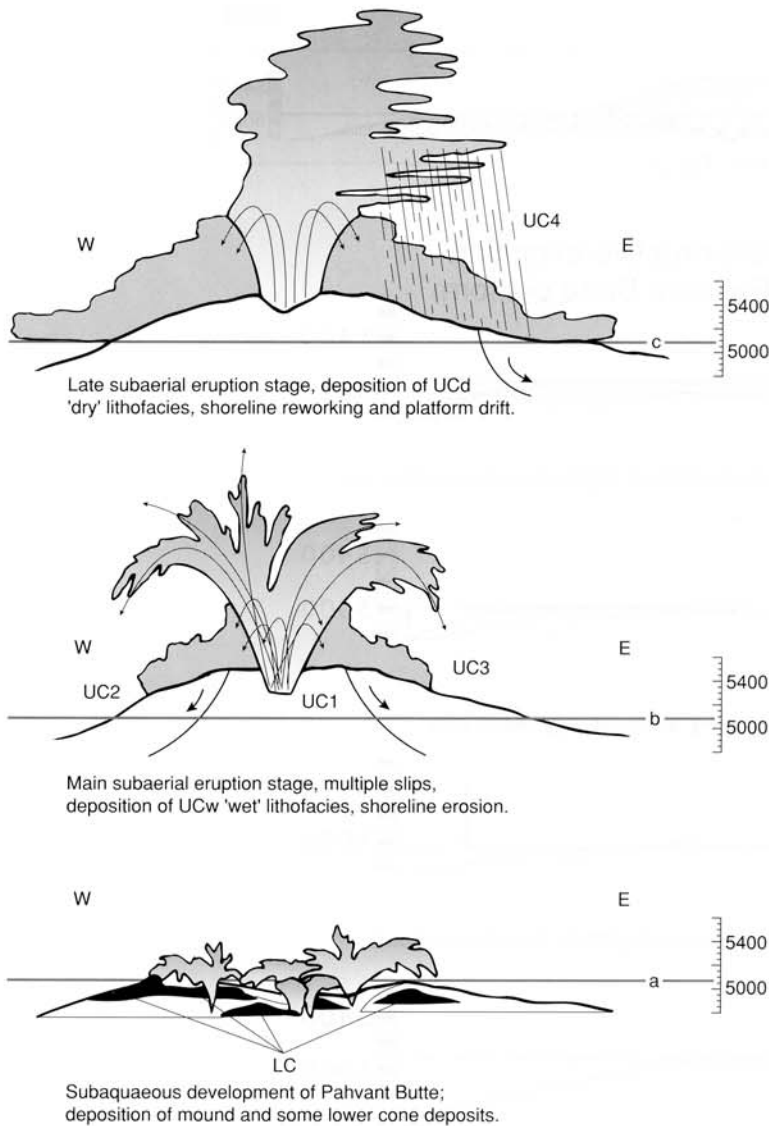 UC4
W
E
5400
c
5000
Late subaerial eruption stage, deposition of UCd
'dry' lithofacies, shoreline reworking and platform drift.
W
E
UC2
UC3
5400
UC1
b
5000
Main subaerial eruption stage, multiple slips,
deposition of UCw 'wet' lithofacies, shoreline erosion.
W
E
5400
a
5000
LC
Subaquaeous development of Pahvant Butte;
deposition of mound and some lower cone deposits.